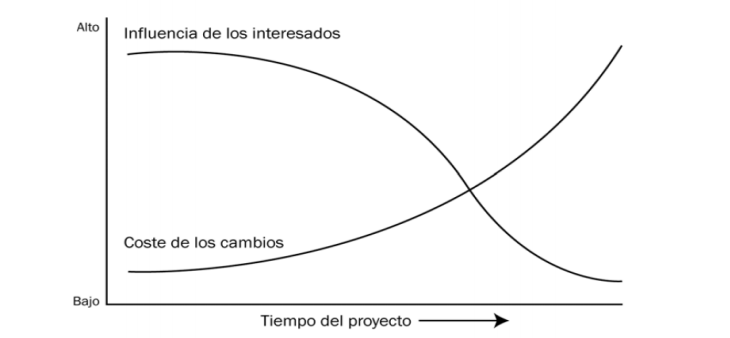 Alto
Influencia de los interesados
Coste de los cambios
Bajo
Tiempo del proyecto